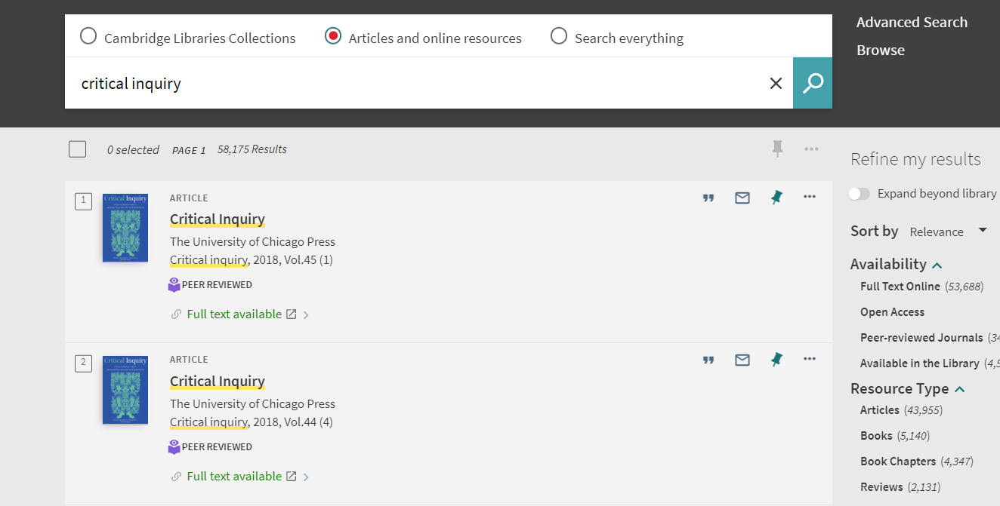 Cambridge Libraries Collections
Articles and online resources
Search everything
critical inquiry
Advanced Search
Browse
0 selected PAGE 1 58,175 Results
1
Critical Inquiry
ARTICLE
Critical Inquiry
The University of Chicago Press
Critical inquiry, 2018, Vol.45 (1)
PEER REVIEWED
Full text available
2
Critical Inquiry
ARTICLE
Critical Inquiry
The University of Chicago Press
Critical inquiry, 2018, Vol.44 (4)
PEER REVIEWED
Full text available
Refine my results
Expand beyond library
Sort by Relevance
Availability
Full Text Online (53,688)
Open Access
Peer-reviewed Journals (34
Available in the Library (4,5
Resource Type
Articles (43,955)
Books (5,140)
Book Chapters (4,347)
Reviews (2,131)